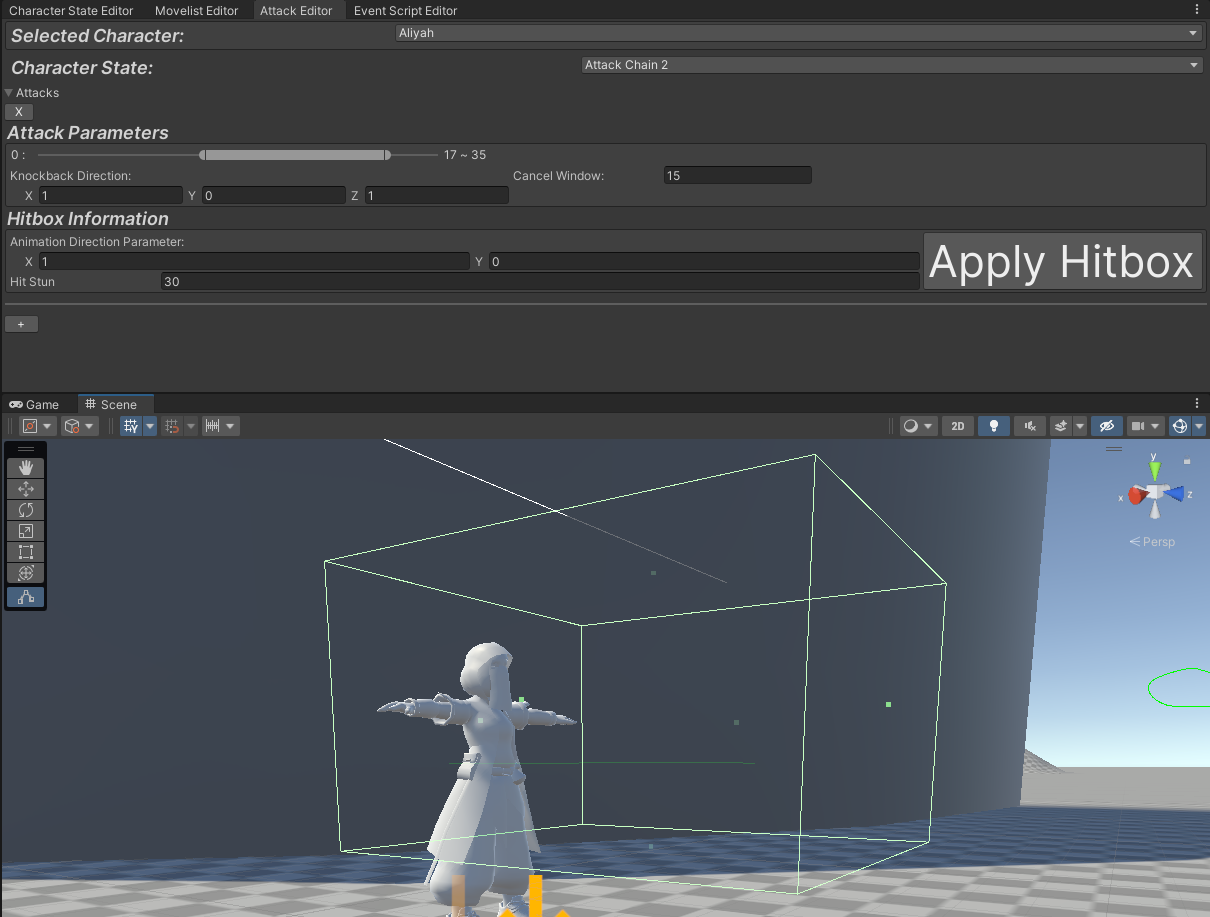 Character State Editor Movelist Editor Attack Editor Event Script Editor
Selected Character: Aliyah
Character State: Attack Chain 2
Attacks
X
Attack Parameters
0 : 17 ~ 35
Knockback Direction: Cancel Window: 15
X 1 Y 0 Z 1
Hitbox Information
Animation Direction Parameter:
X 1 Y 0
Hit Stun 30
Apply Hitbox
+
Game Scene
2D
y
x z
Persp